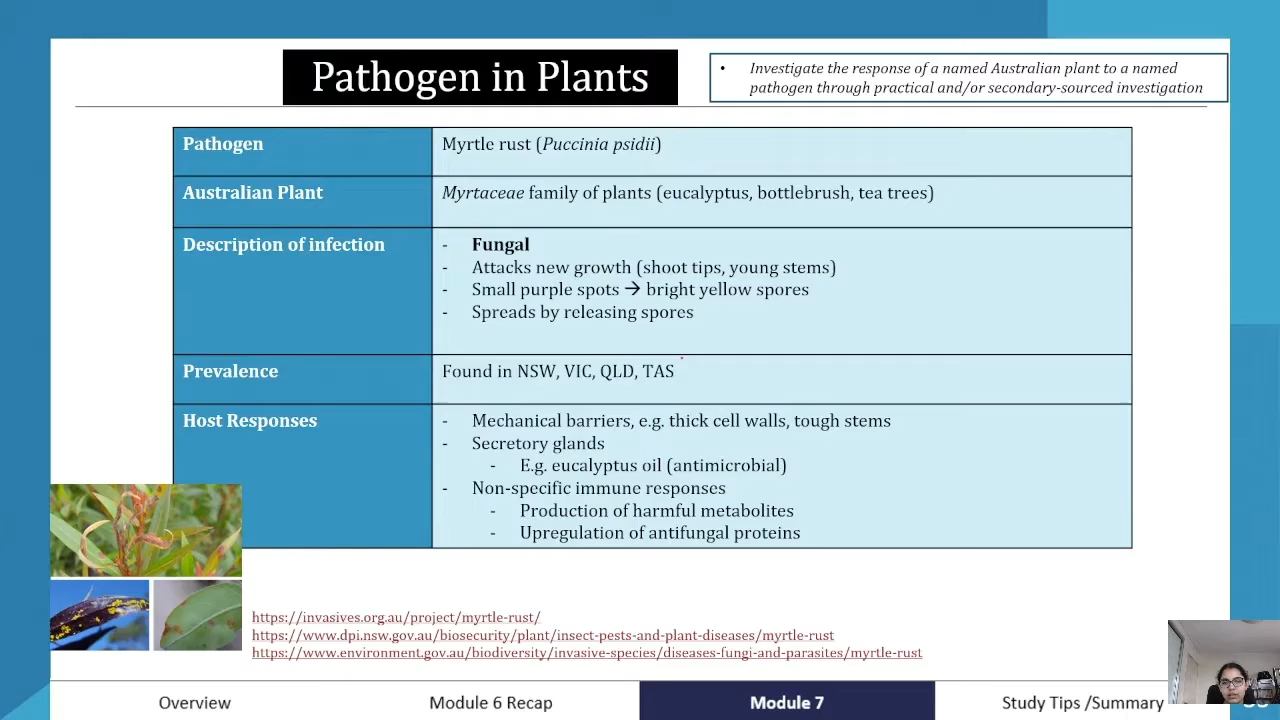 Pathogen in Plants
• Investigate the response of a named Australian plant to a named
pathogen through practical and/or secondary-sourced investigation
Pathogen
Myrtle rust (Puccinia psidii)
Australian Plant
Myrtaceae family of plants (eucalyptus, bottlebrush, tea trees)
Description of infection
- Fungal
- Attacks new growth (shoot tips, young stems)
- Small purple spots → bright yellow spores
- Spreads by releasing spores
Prevalence
Found in NSW, VIC, QLD, TAS
Host Responses
- Mechanical barriers, e.g. thick cell walls, tough stems
- Secretory glands
- E.g. eucalyptus oil (antimicrobial)
- Non-specific immune responses
- Production of harmful metabolites
- Upregulation of antifungal proteins
https://invasives.org.au/project/myrtle-rust/
https://www.dpi.nsw.gov.au/biosecurity/plant/insect-pests-and-plant-diseases/myrtle-rust
https://www.environment.gov.au/biodiversity/invasive-species/diseases-fungi-and-parasites/myrtle-rust
Overview
Module 6 Recap
Module 7
Study Tips /Summary